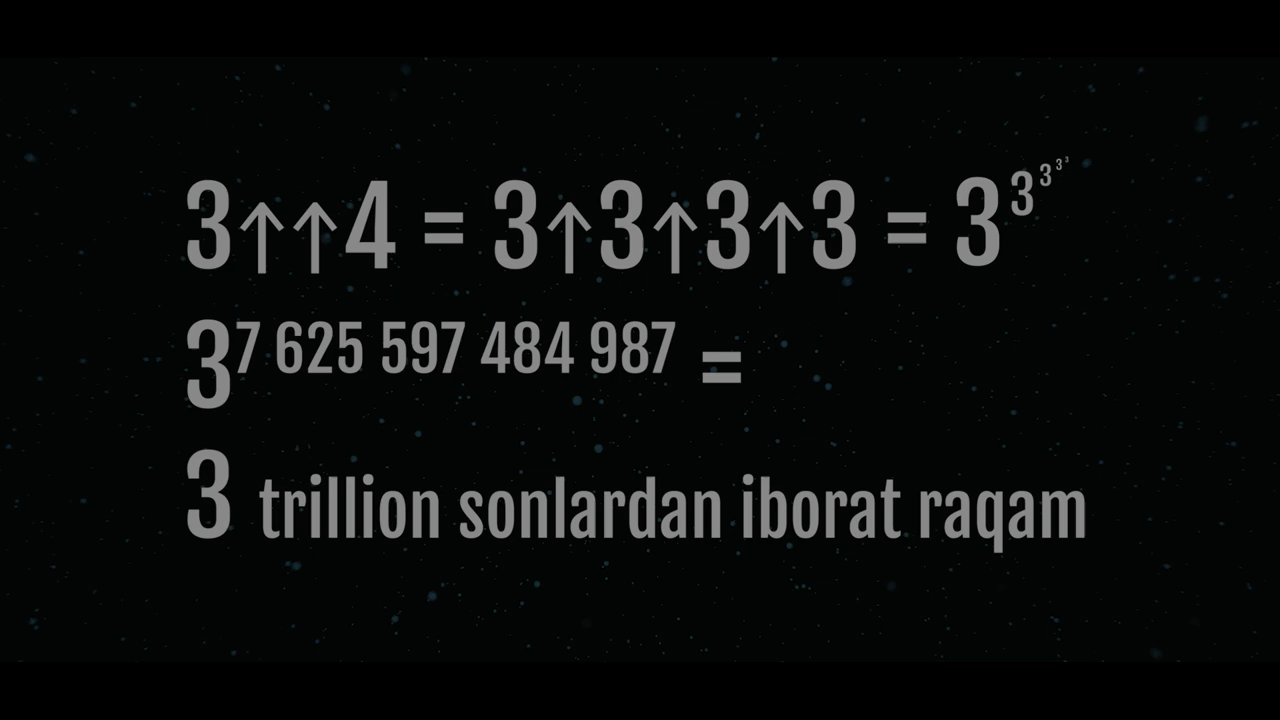 3↑↑4 = 3↑3↑3↑3 = 3^3^3^3^3
3^7 625 597 484 987 =
3 trillion sonlardan iborat raqam